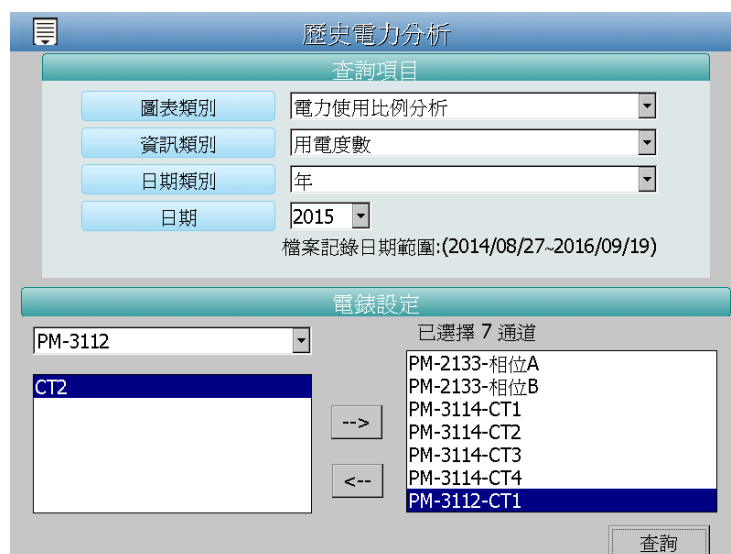 歷史電力分析
查詢項目
圖表類別 電力使用比例分析
資訊類別 用電度數
日期類別 年
日期 2015
檔案記錄日期範圍:(2014/08/27~2016/09/19)
電錶設定
PM-3112
已選擇 7 通道
CT2
-->
<--
PM-2133-相位A
PM-2133-相位B
PM-3114-CT1
PM-3114-CT2
PM-3114-CT3
PM-3114-CT4
PM-3112-CT1
查詢